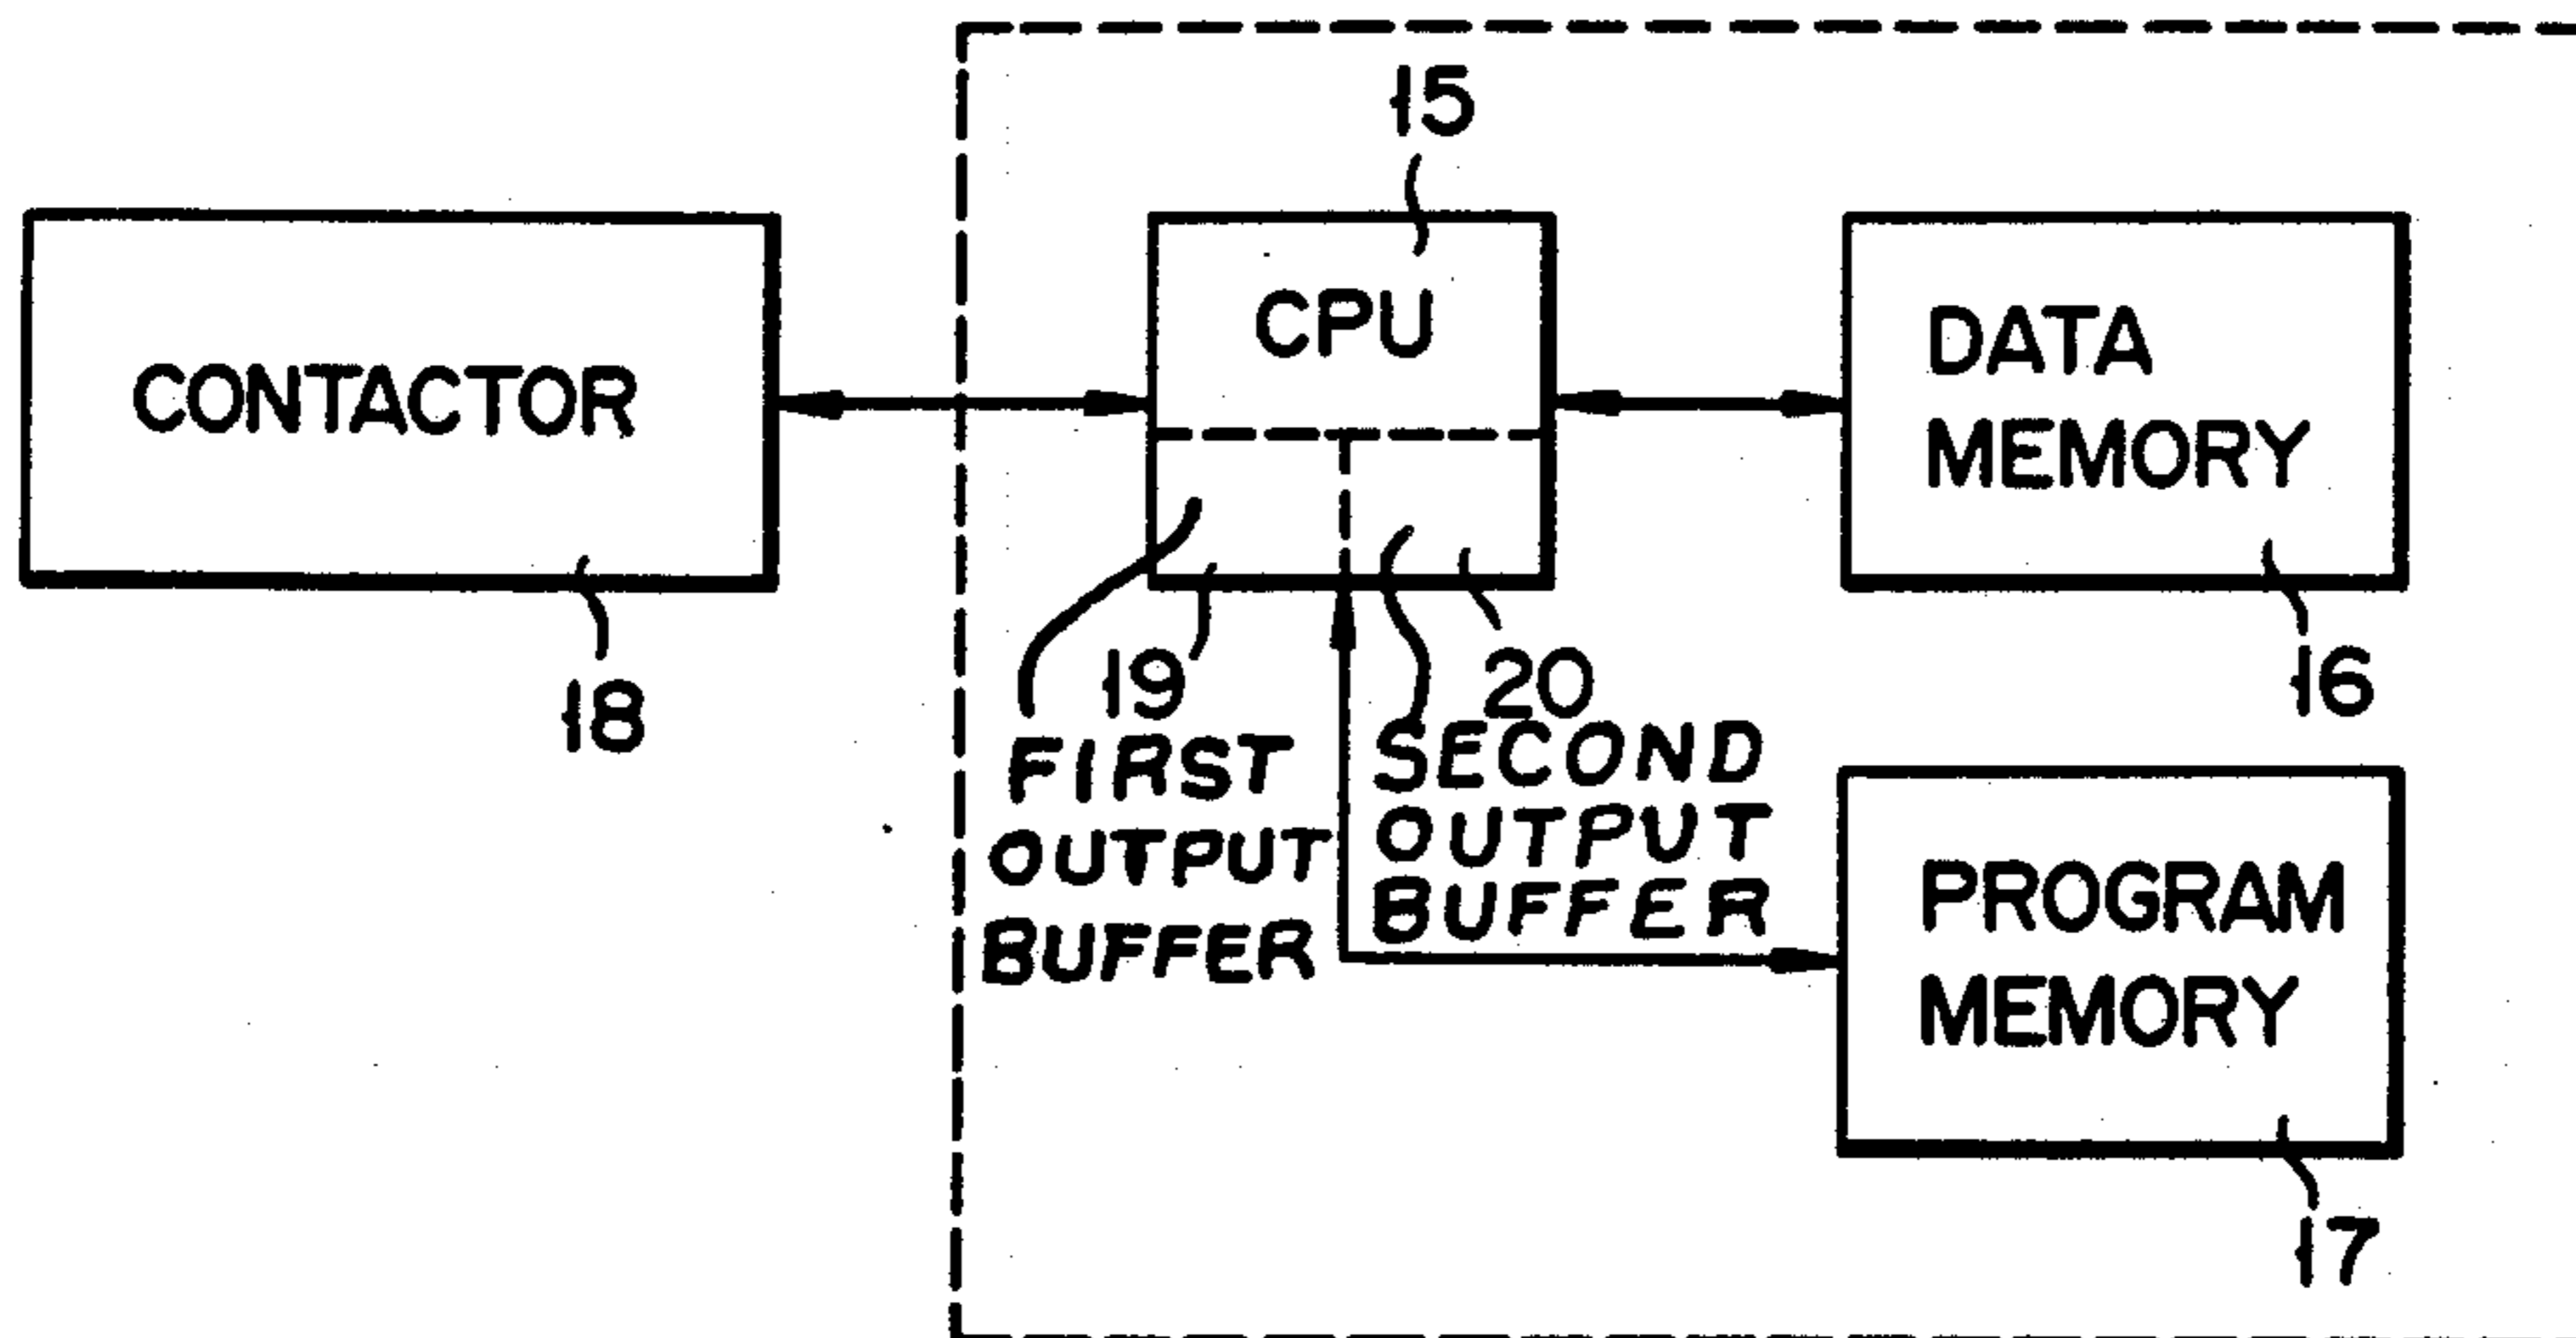 15
CONTACTOR
CPU
DATA
MEMORY
18
19
20
16
FIRST
OUTPUT
BUFFER
SECOND
OUTPUT
BUFFER
PROGRAM
MEMORY
17